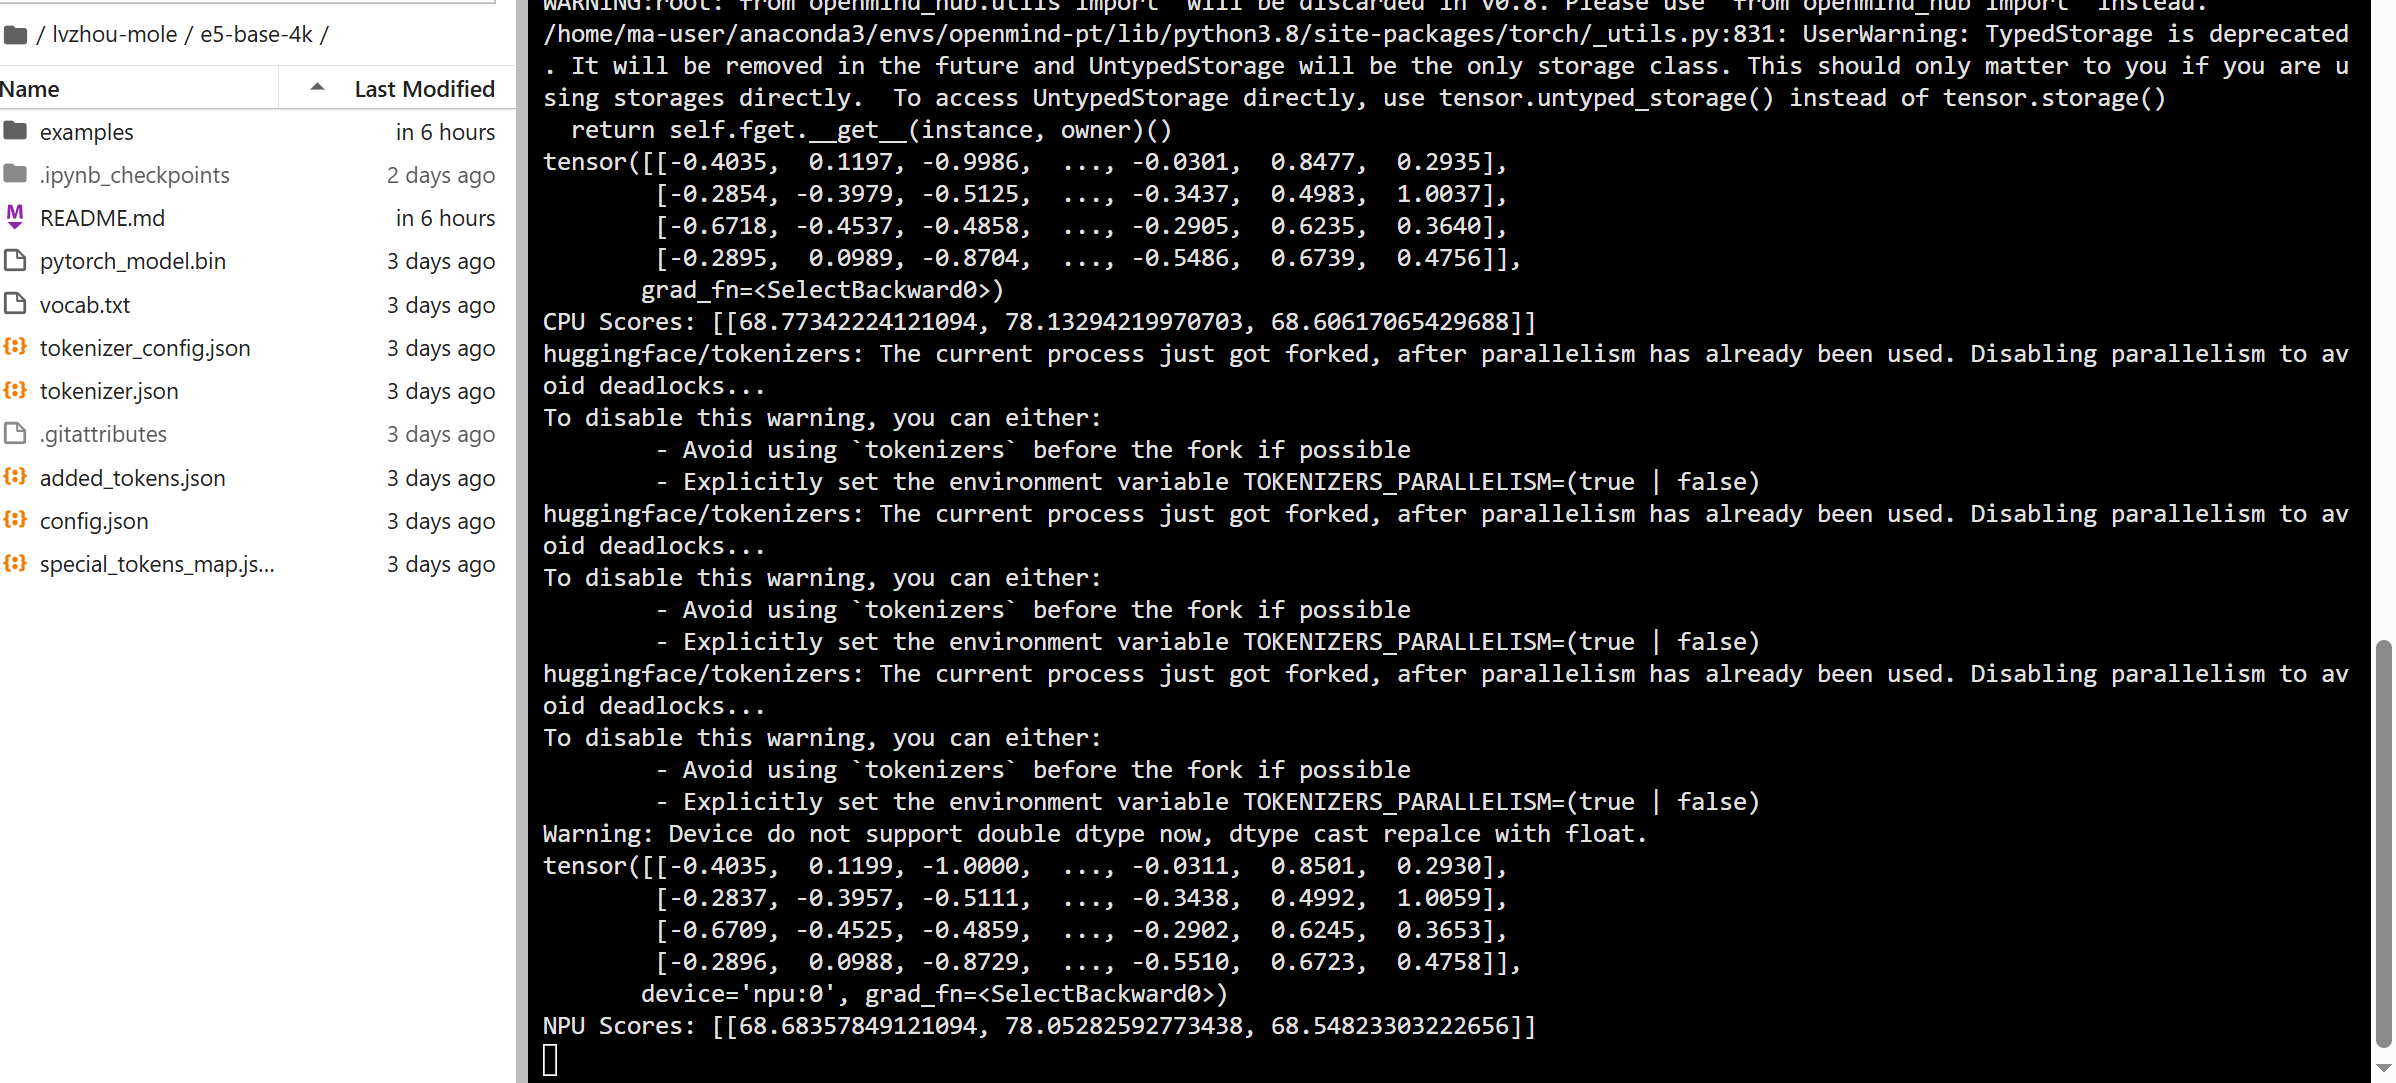 / lvzhou-mole / e5-base-4k /
Name Last Modified
examples in 6 hours
.ipynb_checkpoints 2 days ago
README.md in 6 hours
pytorch_model.bin 3 days ago
vocab.txt 3 days ago
tokenizer_config.json 3 days ago
tokenizer.json 3 days ago
.gitattributes 3 days ago
added_tokens.json 3 days ago
config.json 3 days ago
special_tokens_map.js... 3 days ago
WARNING:root:`from openmind_hub.utils import` will be discarded in v0.8. Please use `from openmind_hub import` instead.
/home/ma-user/anaconda3/envs/openmind-pt/lib/python3.8/site-packages/torch/_utils.py:831: UserWarning: TypedStorage is deprecated
. It will be removed in the future and UntypedStorage will be the only storage class. This should only matter to you if you are u
sing storages directly.  To access UntypedStorage directly, use tensor.untyped_storage() instead of tensor.storage()
  return self.fget.__get__(instance, owner)()
tensor([[-0.4035,  0.1197, -0.9986,  ..., -0.0301,  0.8477,  0.2935],
        [-0.2854, -0.3979, -0.5125,  ..., -0.3437,  0.4983,  1.0037],
        [-0.6718, -0.4537, -0.4858,  ..., -0.2905,  0.6235,  0.3640],
        [-0.2895,  0.0989, -0.8704,  ..., -0.5486,  0.6739,  0.4756]],
       grad_fn=<SelectBackward0>)
CPU Scores: [[68.77342224121094, 78.13294219970703, 68.60617065429688]]
huggingface/tokenizers: The current process just got forked, after parallelism has already been used. Disabling parallelism to av
oid deadlocks...
To disable this warning, you can either:
        - Avoid using `tokenizers` before the fork if possible
        - Explicitly set the environment variable TOKENIZERS_PARALLELISM=(true | false)
huggingface/tokenizers: The current process just got forked, after parallelism has already been used. Disabling parallelism to av
oid deadlocks...
To disable this warning, you can either:
        - Avoid using `tokenizers` before the fork if possible
        - Explicitly set the environment variable TOKENIZERS_PARALLELISM=(true | false)
huggingface/tokenizers: The current process just got forked, after parallelism has already been used. Disabling parallelism to av
oid deadlocks...
To disable this warning, you can either:
        - Avoid using `tokenizers` before the fork if possible
        - Explicitly set the environment variable TOKENIZERS_PARALLELISM=(true | false)
Warning: Device do not support double dtype now, dtype cast repalce with float.
tensor([[-0.4035,  0.1199, -1.0000,  ..., -0.0311,  0.8501,  0.2930],
        [-0.2837, -0.3957, -0.5111,  ..., -0.3438,  0.4992,  1.0059],
        [-0.6709, -0.4525, -0.4859,  ..., -0.2902,  0.6245,  0.3653],
        [-0.2896,  0.0988, -0.8729,  ..., -0.5510,  0.6723,  0.4758]],
       device='npu:0', grad_fn=<SelectBackward0>)
NPU Scores: [[68.68357849121094, 78.05282592773438, 68.54823303222656]]